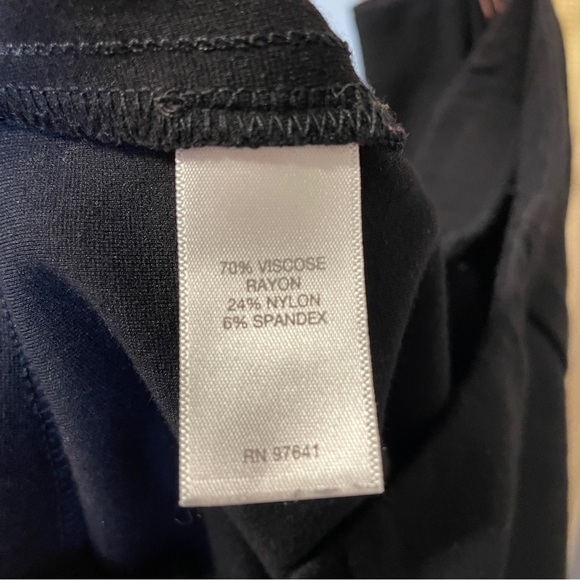 70% VISCOSE
RAYON
24% NYLON
6% SPANDEX
RN 97641